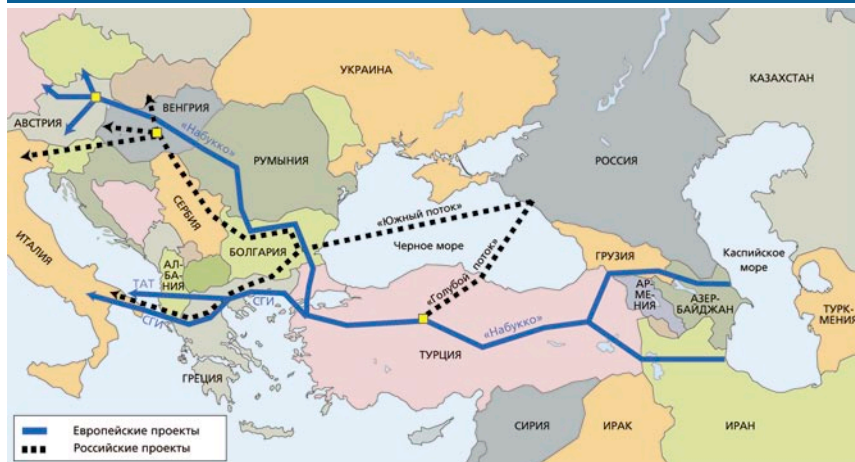 УКРАИНА
КАЗАХСТАН
ВЕНГРИЯ
АВСТРИЯ
«Набукко»
РУМЫНИЯ
РОССИЯ
СЕРБИЯ
«Южный поток»
ИТАЛИЯ
БОЛГАРИЯ
Черное море
ГРУЗИЯ
Каспийское
море
АЛ-
БА-
НИЯ
ТАТ
СГИ
«Голубой поток»
АР-
МЕ-
НИЯ
АЗЕР-
БАЙДЖАН
ТУРК-
МЕНИЯ
СГИ
«Набукко»
ТУРЦИЯ
ГРЕЦИЯ
СИРИЯ
ИРАК
ИРАН
Европейские проекты
Российские проекты